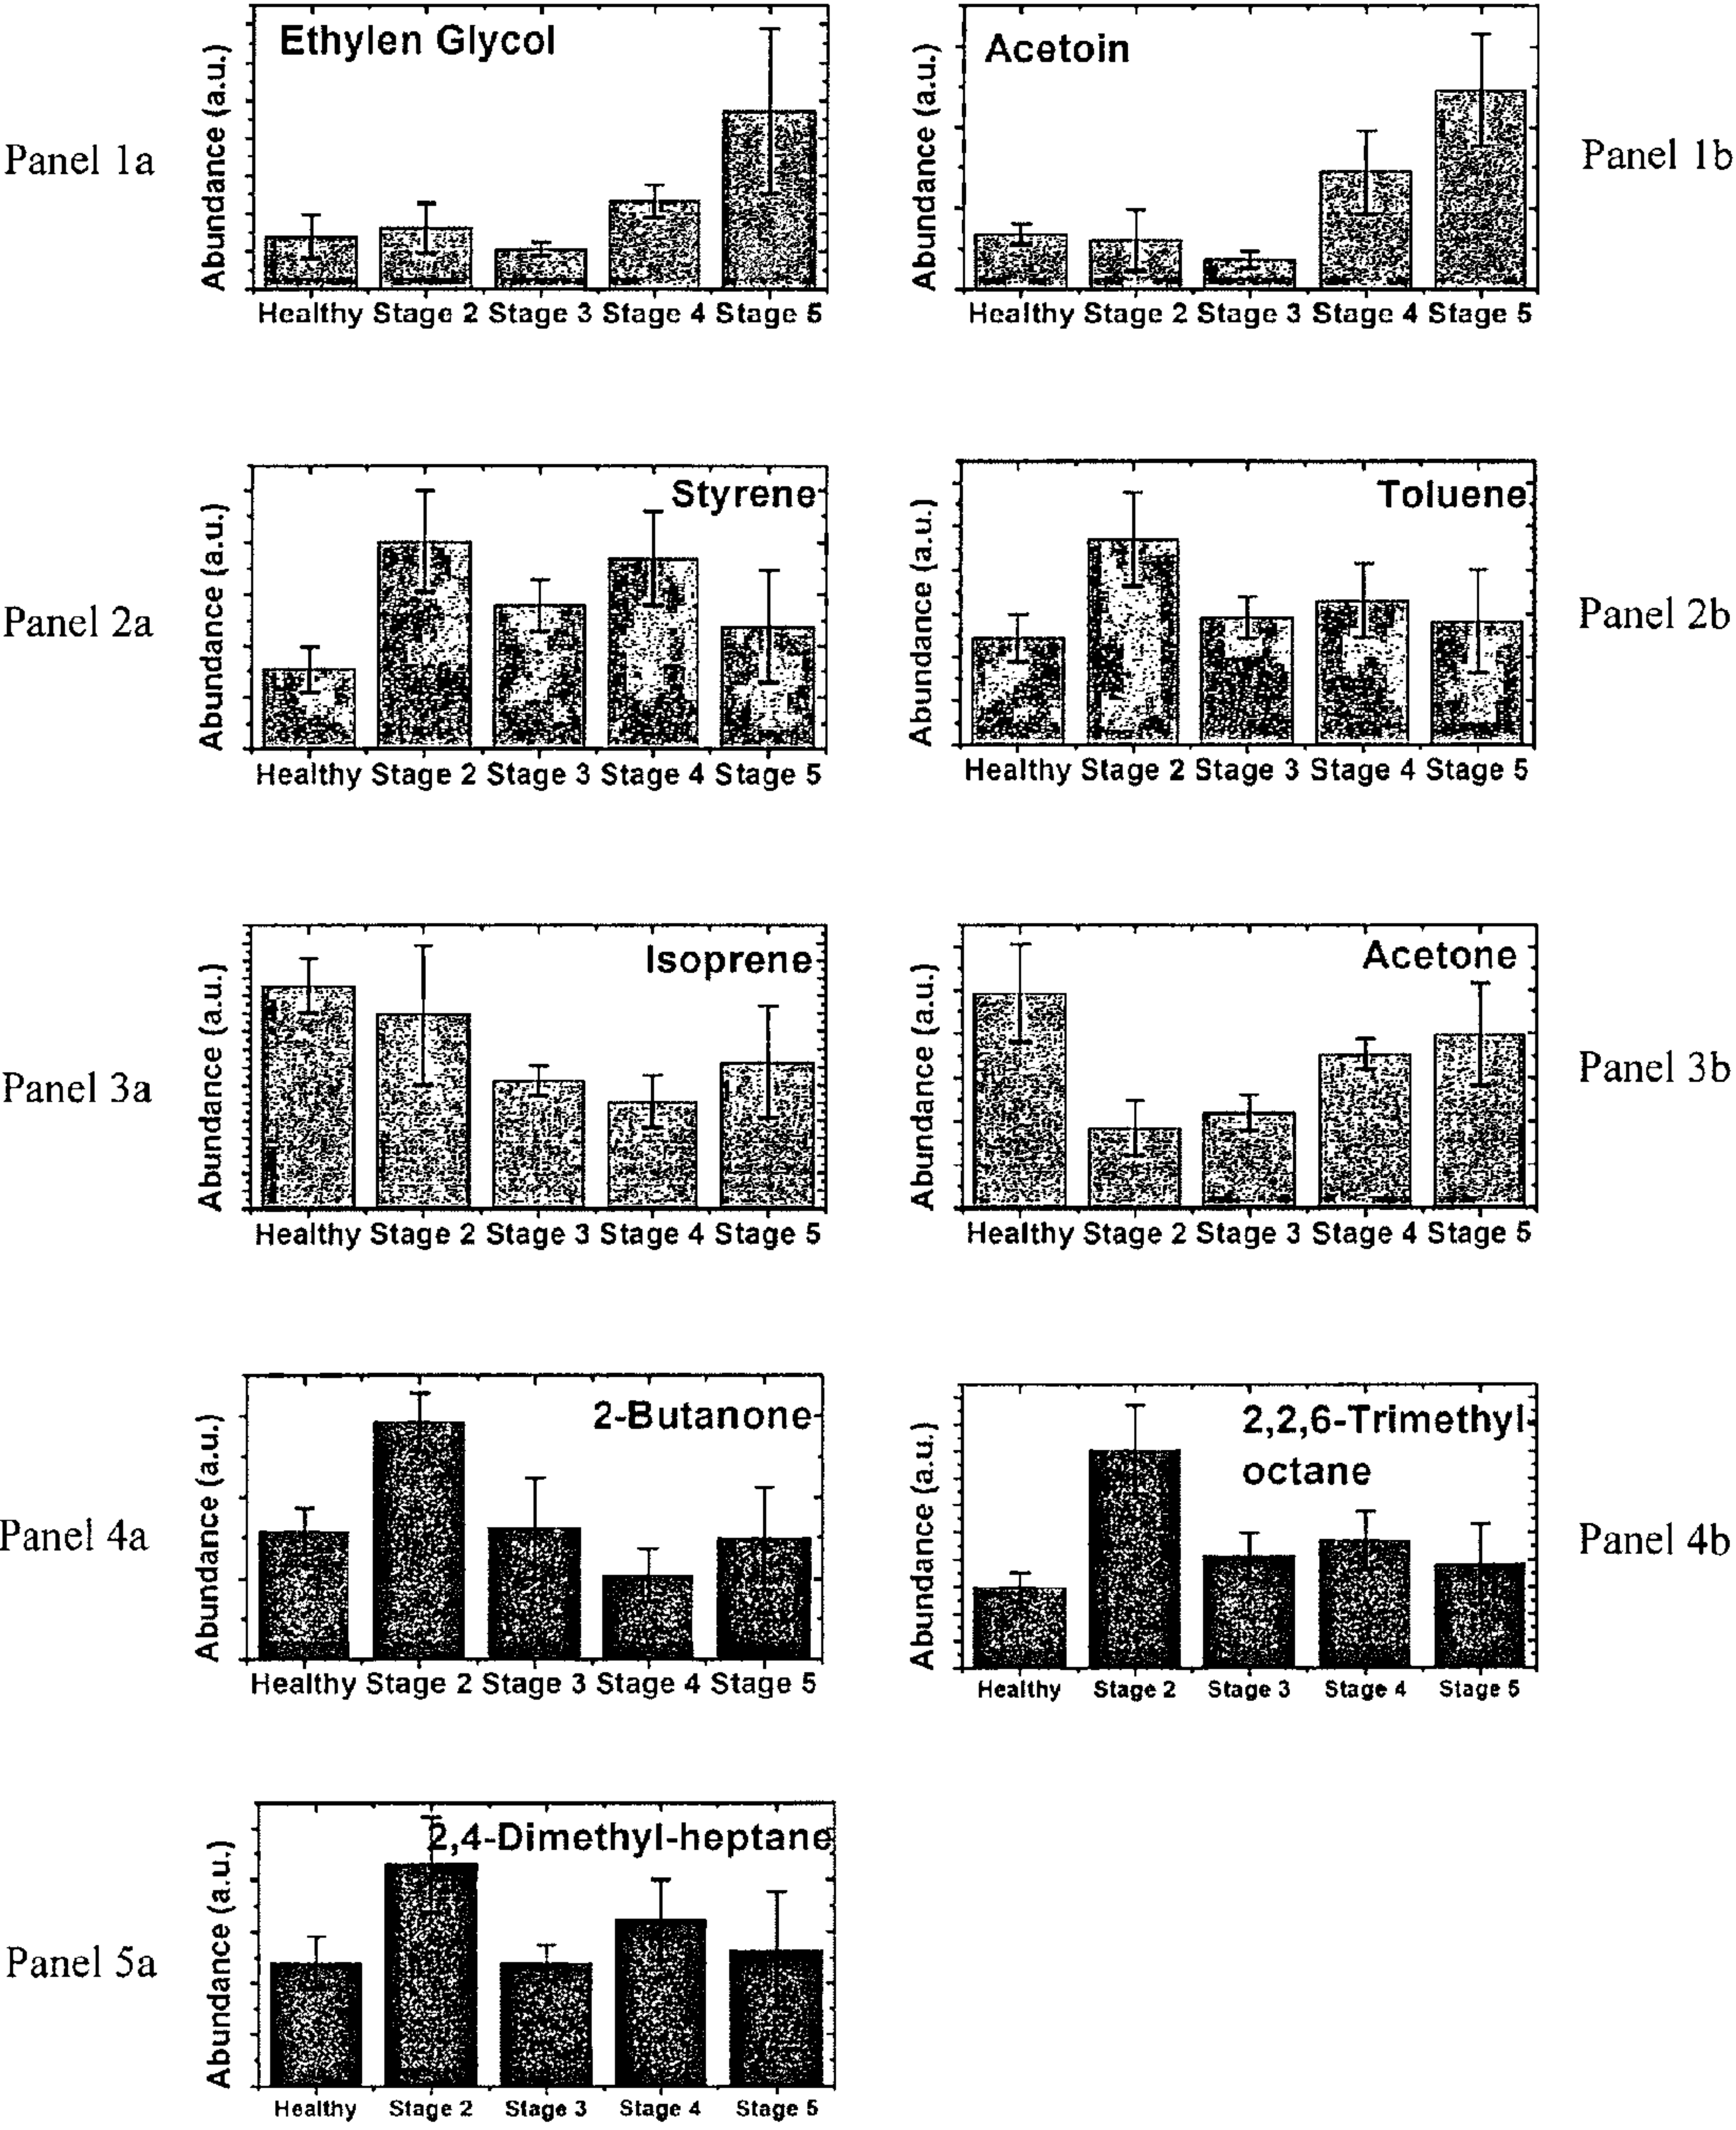 Panel 1a
Ethylen Glycol
Abundance (a.u.)
Healthy Stage 2 Stage 3 Stage 4 Stage 5
Acetoin
Abundance (a.u.)
Healthy Stage 2 Stage 3 Stage 4 Stage 5
Panel 1b
Panel 2a
Styrene
Abundance (a.u.)
Healthy Stage 2 Stage 3 Stage 4 Stage 5
Toluene
Abundance (a.u.)
Healthy Stage 2 Stage 3 Stage 4 Stage 5
Panel 2b
Panel 3a
Isoprene
Abundance (a.u.)
Healthy Stage 2 Stage 3 Stage 4 Stage 5
Acetone
Abundance (a.u.)
Healthy Stage 2 Stage 3 Stage 4 Stage 5
Panel 3b
Panel 4a
2-Butanone
Abundance (a.u.)
Healthy Stage 2 Stage 3 Stage 4 Stage 5
2,2,6-Trimethyl-
octane
Abundance (a.u.)
Healthy Stage 2 Stage 3 Stage 4 Stage 5
Panel 4b
Panel 5a
2,4-Dimethyl-heptane
Abundance (a.u.)
Healthy Stage 2 Stage 3 Stage 4 Stage 5